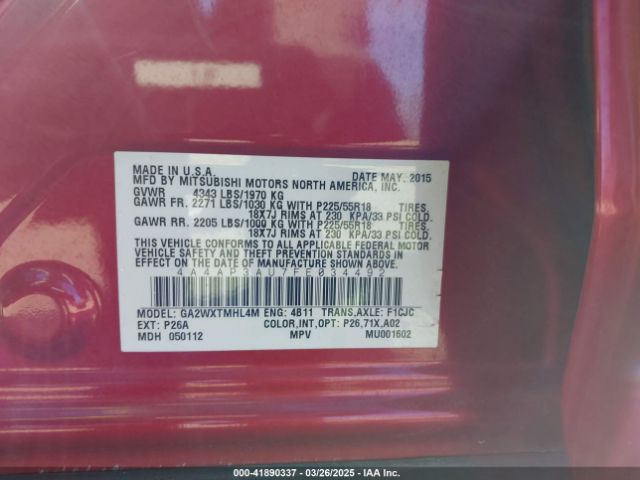 MADE IN U.S.A. DATE MAY. 2015
MFD BY MITSUBISHI MOTORS NORTH AMERICA, INC.
GVWR 4343 LBS/1970 KG
GAWR FR. 2271 LBS/1030 KG WITH P225/55R18 TIRES,
18X7J RIMS AT 230 KPA/33 PSI COLD.
GAWR RR. 2205 LBS/1000 KG WITH P225/55R18 TIRES,
18X7J RIMS AT 230 KPA/33 PSI COLD.
THIS VEHICLE CONFORMS TO ALL APPLICABLE FEDERAL MOTOR
VEHICLE SAFETY AND BUMPER STANDARDS IN
EFFECT ON THE DATE OF MANUFACTURE SHOWN ABOVE.
4A4AP3AU7FE034492
MODEL: GA2WXTMHL4M ENG: 4B11 TRANS,AXLE: F1CJC
EXT: P26A COLOR,INT,OPT: P26,71X,A02
MDH 050112 MPV MU001602
000-41890337 - 03/26/2025 - IAA Inc.